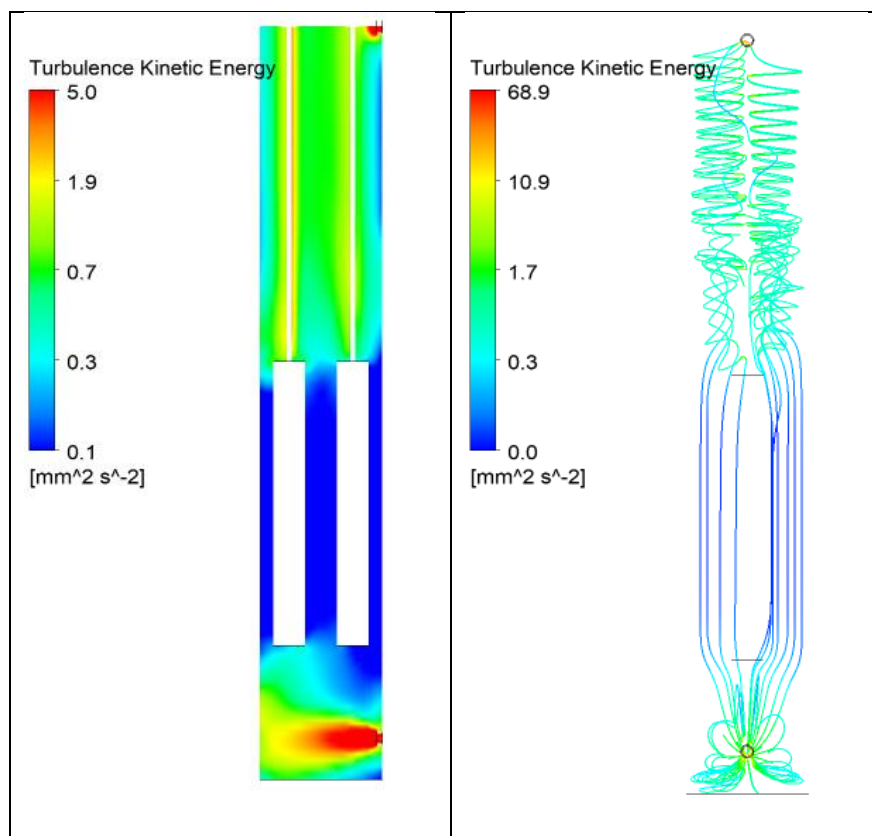 Turbulence Kinetic Energy
5.0
1.9
0.7
0.3
0.1
[mm^2 s^-2]
Turbulence Kinetic Energy
68.9
10.9
1.7
0.3
0.0
[mm^2 s^-2]